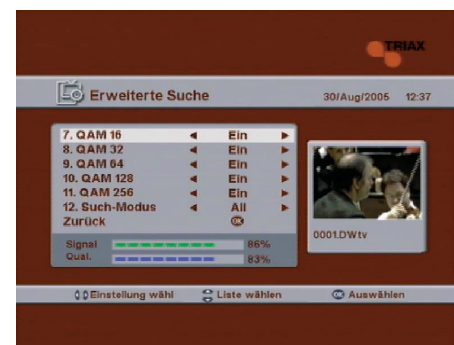 TRIAX
Erweiterte Suche 30/Aug/2005 12:37
7. QAM 16 Ein
8. QAM 32 Ein
9. QAM 64 Ein
10. QAM 128 Ein
11. QAM 256 Ein
12. Such-Modus All
Zurück OK
Signal 86%
Qual. 83%
0001.DWtv
Einstellung wähl Liste wählen OK Auswählen